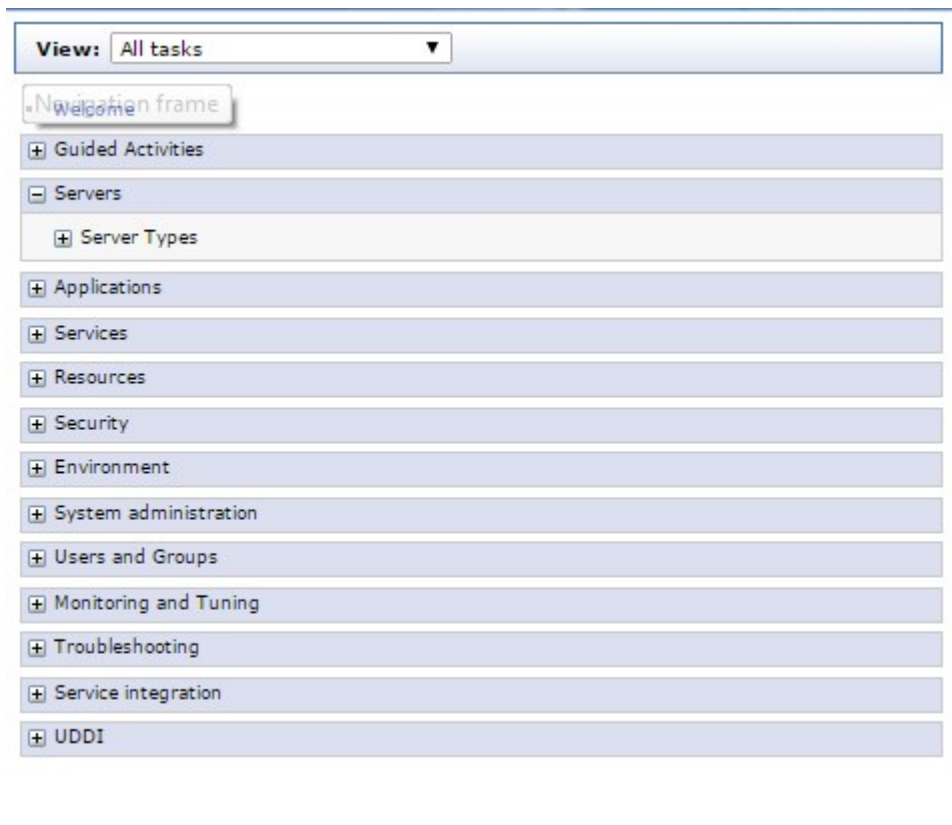 View: All tasks
Navigation frame
Welcome
Guided Activities
Servers
Server Types
Applications
Services
Resources
Security
Environment
System administration
Users and Groups
Monitoring and Tuning
Troubleshooting
Service integration
UDDI